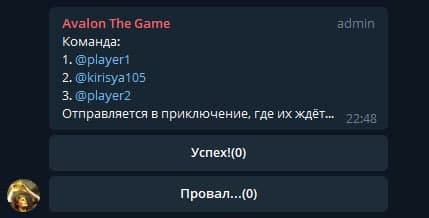 Avalon The Game admin
Команда:
1. @player1
2. @kirisya105
3. @player2
Отправляется в приключение, где их ждёт...
22:48
Успех!(0)
Провал...(0)